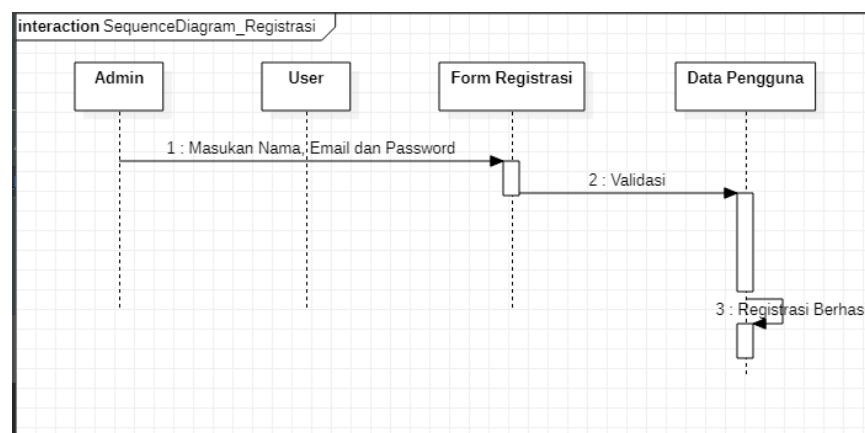 interaction SequenceDiagram_Registrasi
Admin
User
Form Registrasi
Data Pengguna
1 : Masukan Nama, Email dan Password
2 : Validasi
3 : Registrasi Berhas